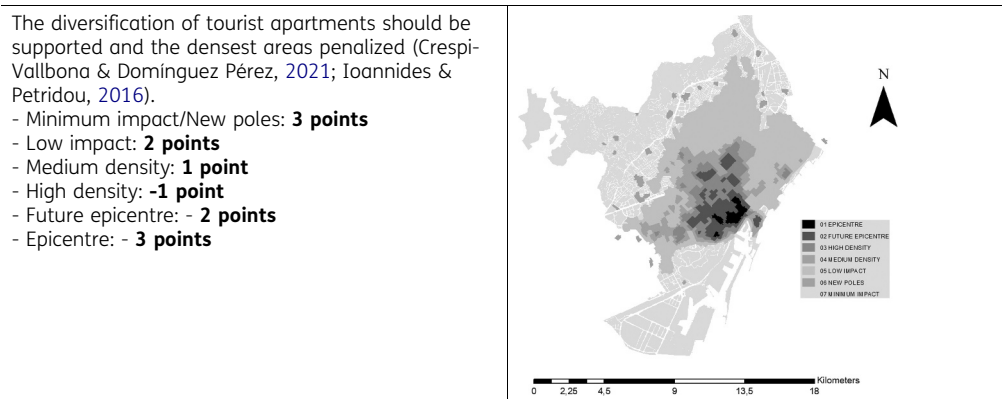 The diversification of tourist apartments should be
supported and the densest areas penalized (Crespi-
Vallbona & Domínguez Pérez, 2021; Ioannides &
Petridou, 2016).
- Minimum impact/New poles: 3 points
- Low impact: 2 points
- Medium density: 1 point
- High density: -1 point
- Future epicentre: - 2 points
- Epicentre: - 3 points
N
01 EPICENTRE
02 FUTURE EPICENTRE
03 HIGH DENSITY
04 MEDIUM DENSITY
05 LOW IMPACT
06 NEW POLES
07 MINIMUM IMPACT
Kilometers
0 2,25 4,5 9 13,5 18